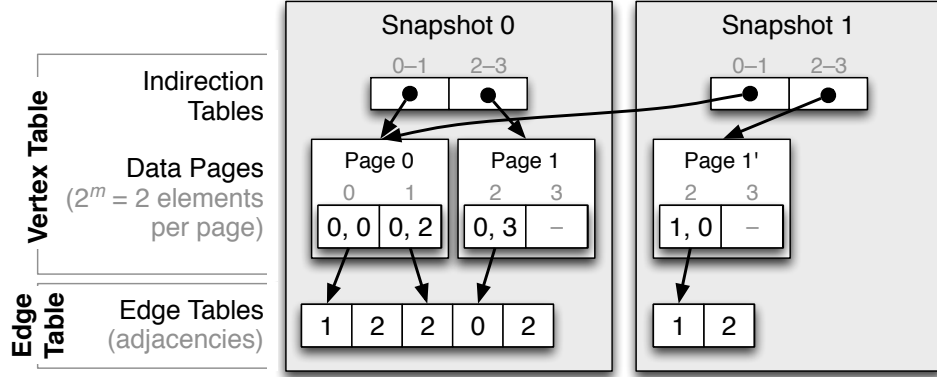 Snapshot 0
Snapshot 1
Vertex Table
Indirection
Tables
0–1 2–3
0–1 2–3
Data Pages
(2^m = 2 elements
per page)
Page 0
0 1
0, 0 0, 2
Page 1
2 3
0, 3 –
Page 1'
2 3
1, 0 –
Edge
Table
Edge Tables
(adjacencies)
1 2 2 0 2
1 2